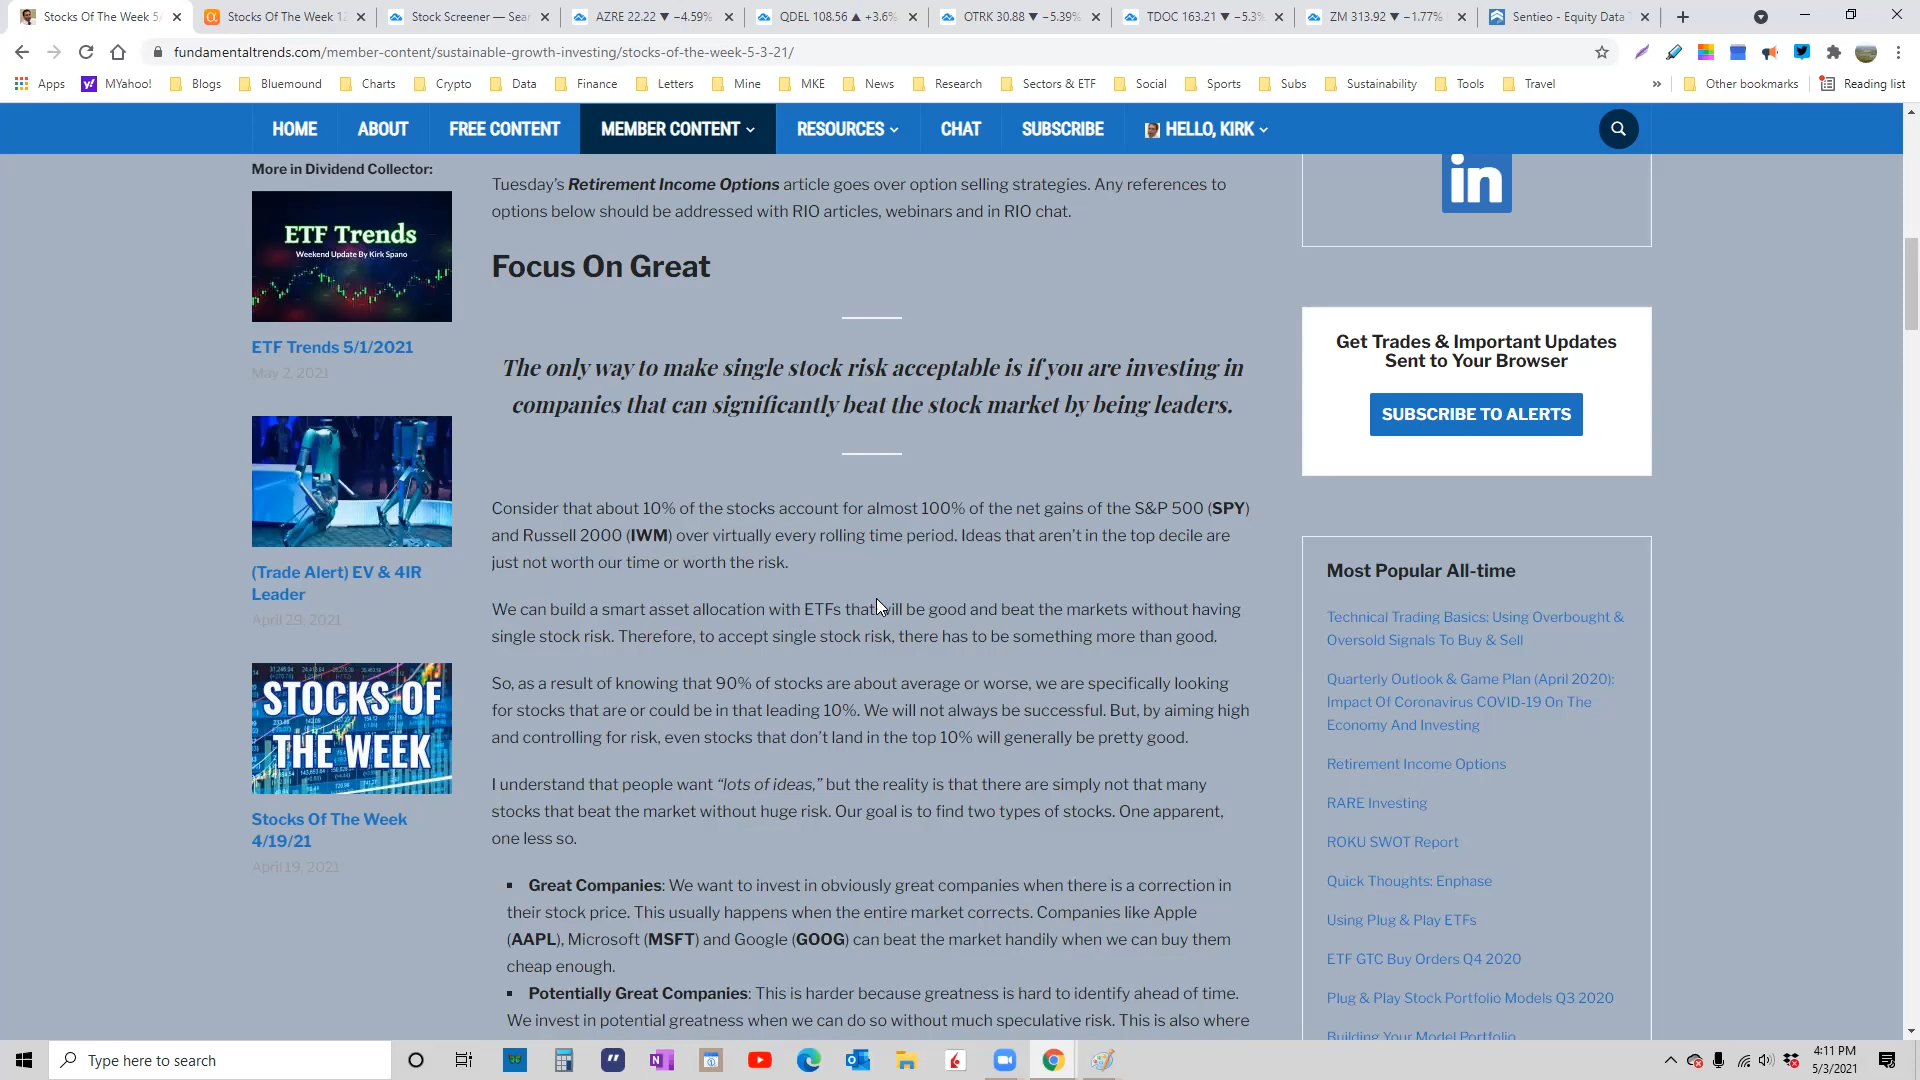 Stocks Of The Week 5/
Stocks Of The Week 12
Stock Screener — Sear
AZRE 22.22 ▼ −4.59%
QDEL 108.56 ▲ +3.6%
OTRK 30.88 ▼ −5.39%
TDOC 163.21 ▼ −5.3%
ZM 313.92 ▼ −1.77%
Sentieo - Equity Data T
fundamentaltrends.com/member-content/sustainable-growth-investing/stocks-of-the-week-5-3-21/
Apps MYahoo! Blogs Bluemound Charts Crypto Data Finance Letters Mine MKE News Research Sectors & ETF Social Sports Subs Sustainability Tools Travel » Other bookmarks Reading list
HOME ABOUT FREE CONTENT MEMBER CONTENT RESOURCES CHAT SUBSCRIBE HELLO, KIRK
More in Dividend Collector:
ETF Trends
Weekend Update By Kirk Spano
ETF Trends 5/1/2021
May 2, 2021
(Trade Alert) EV & 4IR
Leader
April 29, 2021
STOCKS OF
THE WEEK
Stocks Of The Week
4/19/21
April 19, 2021
Tuesday's Retirement Income Options article goes over option selling strategies. Any references to
options below should be addressed with RIO articles, webinars and in RIO chat.
Focus On Great
The only way to make single stock risk acceptable is if you are investing in
companies that can significantly beat the stock market by being leaders.
Consider that about 10% of the stocks account for almost 100% of the net gains of the S&P 500 (SPY)
and Russell 2000 (IWM) over virtually every rolling time period. Ideas that aren't in the top decile are
just not worth our time or worth the risk.
We can build a smart asset allocation with ETFs that will be good and beat the markets without having
single stock risk. Therefore, to accept single stock risk, there has to be something more than good.
So, as a result of knowing that 90% of stocks are about average or worse, we are specifically looking
for stocks that are or could be in that leading 10%. We will not always be successful. But, by aiming high
and controlling for risk, even stocks that don't land in the top 10% will generally be pretty good.
I understand that people want “lots of ideas,” but the reality is that there are simply not that many
stocks that beat the market without huge risk. Our goal is to find two types of stocks. One apparent,
one less so.
▪ Great Companies: We want to invest in obviously great companies when there is a correction in
their stock price. This usually happens when the entire market corrects. Companies like Apple
(AAPL), Microsoft (MSFT) and Google (GOOG) can beat the market handily when we can buy them
cheap enough.
▪ Potentially Great Companies: This is harder because greatness is hard to identify ahead of time.
We invest in potential greatness when we can do so without much speculative risk. This is also where
in
Get Trades & Important Updates
Sent to Your Browser
SUBSCRIBE TO ALERTS
Most Popular All-time
Technical Trading Basics: Using Overbought &
Oversold Signals To Buy & Sell
Quarterly Outlook & Game Plan (April 2020):
Impact Of Coronavirus COVID-19 On The
Economy And Investing
Retirement Income Options
RARE Investing
ROKU SWOT Report
Quick Thoughts: Enphase
Using Plug & Play ETFs
ETF GTC Buy Orders Q4 2020
Plug & Play Stock Portfolio Models Q3 2020
Building Your Model Portfolio
Type here to search
4:11 PM
5/3/2021